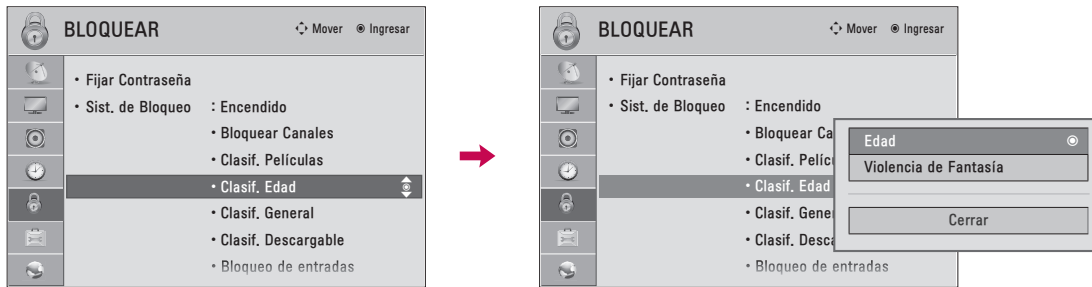 BLOQUEAR Mover Ingresar
• Fijar Contraseña
• Sist. de Bloqueo : Encendido
• Bloquear Canales
• Clasif. Películas
• Clasif. Edad
• Clasif. General
• Clasif. Descargable
• Bloqueo de entradas
BLOQUEAR Mover Ingresar
• Fijar Contraseña
• Sist. de Bloqueo : Encendido
• Bloquear Ca
• Clasif. Pelíc
• Clasif. Edad
• Clasif. Gene
• Clasif. Desca
• Bloqueo de entradas
Edad
Violencia de Fantasía
Cerrar